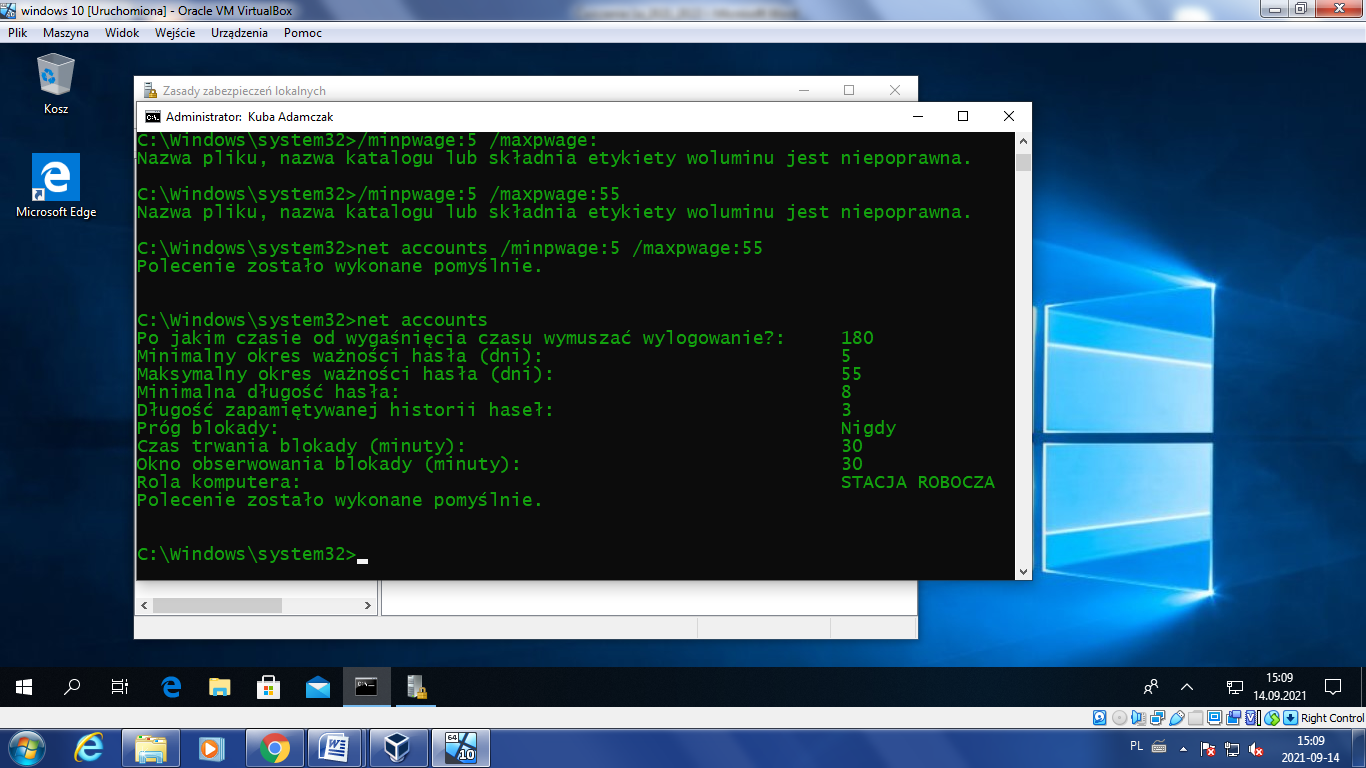 windows 10 [Uruchomiona] - Oracle VM VirtualBox
Plik Maszyna Widok Wejście Urządzenia Pomoc
Kosz
Microsoft Edge
Zasady zabezpieczeń lokalnych
Administrator: Kuba Adamczak
C:\Windows\system32>/minpwage:5 /maxpwage:
Nazwa pliku, nazwa katalogu lub składnia etykiety woluminu jest niepoprawna.
C:\Windows\system32>/minpwage:5 /maxpwage:55
Nazwa pliku, nazwa katalogu lub składnia etykiety woluminu jest niepoprawna.
C:\Windows\system32>net accounts /minpwage:5 /maxpwage:55
Polecenie zostało wykonane pomyślnie.
C:\Windows\system32>net accounts
Po jakim czasie od wygaśnięcia czasu wymuszać wylogowanie?: 180
Minimalny okres ważności hasła (dni): 5
Maksymalny okres ważności hasła (dni): 55
Minimalna długość hasła: 8
Długość zapamiętywanej historii haseł: 3
Próg blokady: Nigdy
Czas trwania blokady (minuty): 30
Okno obserwowania blokady (minuty): 30
Rola komputera: STACJA ROBOCZA
Polecenie zostało wykonane pomyślnie.
C:\Windows\system32>
15:09
14.09.2021
Right Control
64
10
PL
15:09
2021-09-14